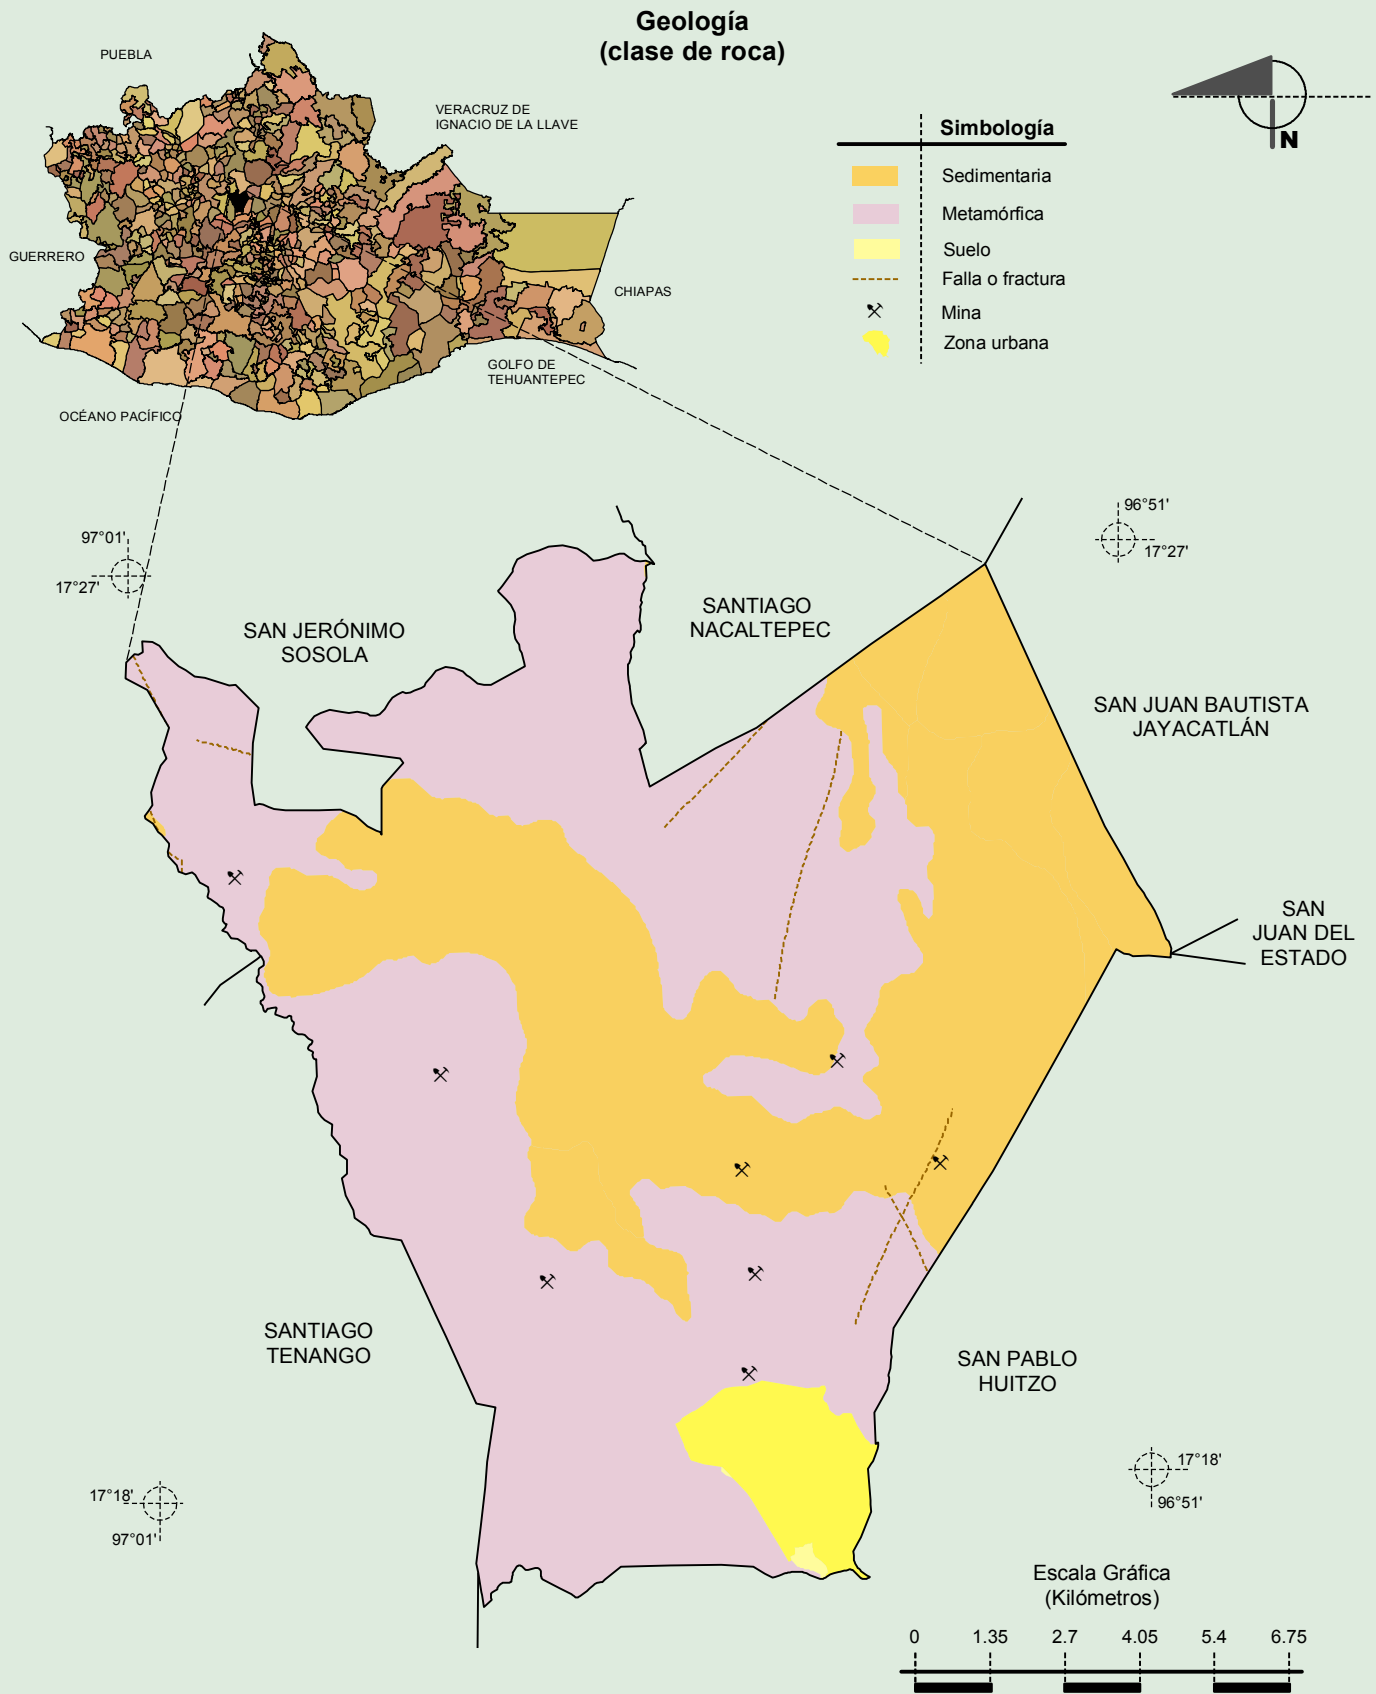 Geología
(clase de roca)
PUEBLA
VERACRUZ DE
IGNACIO DE LA LLAVE
GUERRERO
CHIAPAS
GOLFO DE
TEHUANTEPEC
OCÉANO PACÍFICO
Simbología
Sedimentaria
Metamórfica
Suelo
Falla o fractura
Mina
Zona urbana
N
97°01'
17°27'
96°51'
17°27'
SAN JERÓNIMO
SOSOLA
SANTIAGO
NACALTEPEC
SAN JUAN BAUTISTA
JAYACATLÁN
SAN
JUAN DEL
ESTADO
SANTIAGO
TENANGO
SAN PABLO
HUITZO
17°18'
97°01'
17°18'
96°51'
Escala Gráfica
(Kilómetros)
0 1.35 2.7 4.05 5.4 6.75